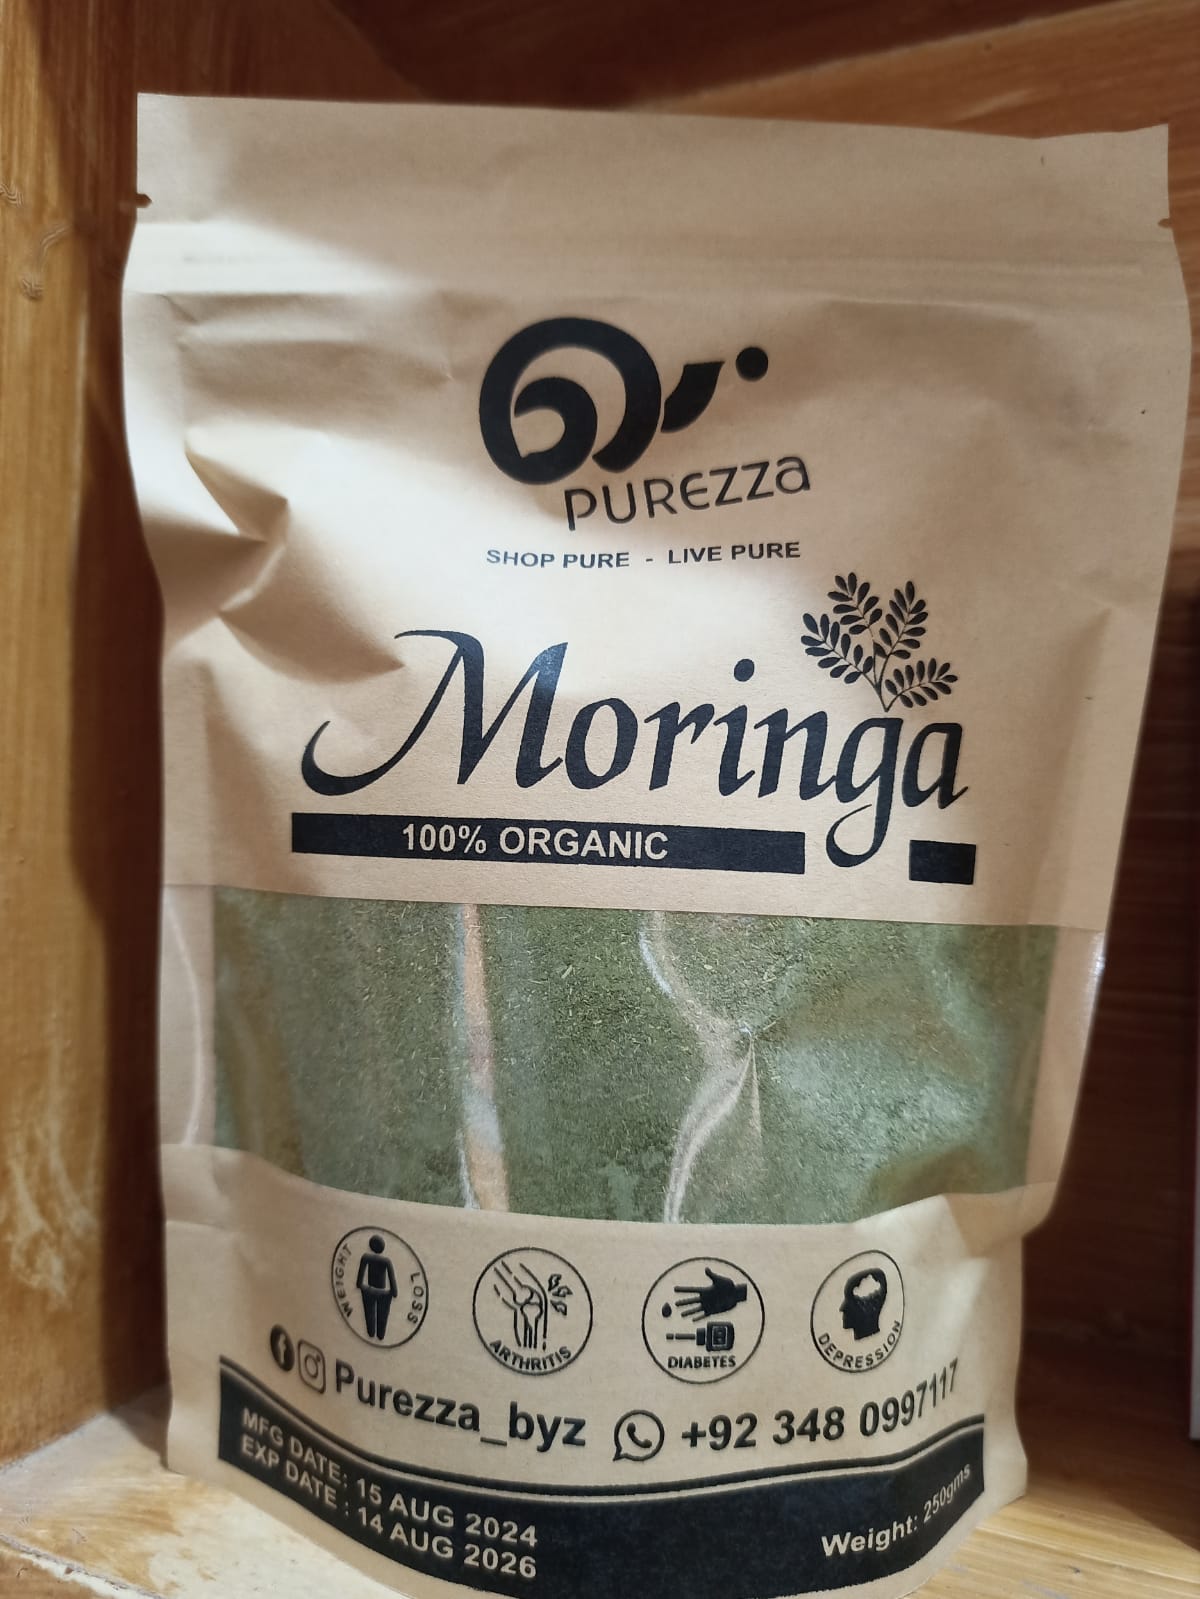 PUREZZA
SHOP PURE - LIVE PURE
Moringa
100% ORGANIC
WEIGHT LOSS
ARTHRITIS
DIABETES
DEPRESSION
Purezza_byz
+92 348 0997117
MFG DATE: 15 AUG 2024
EXP DATE : 14 AUG 2026
Weight: 250gms